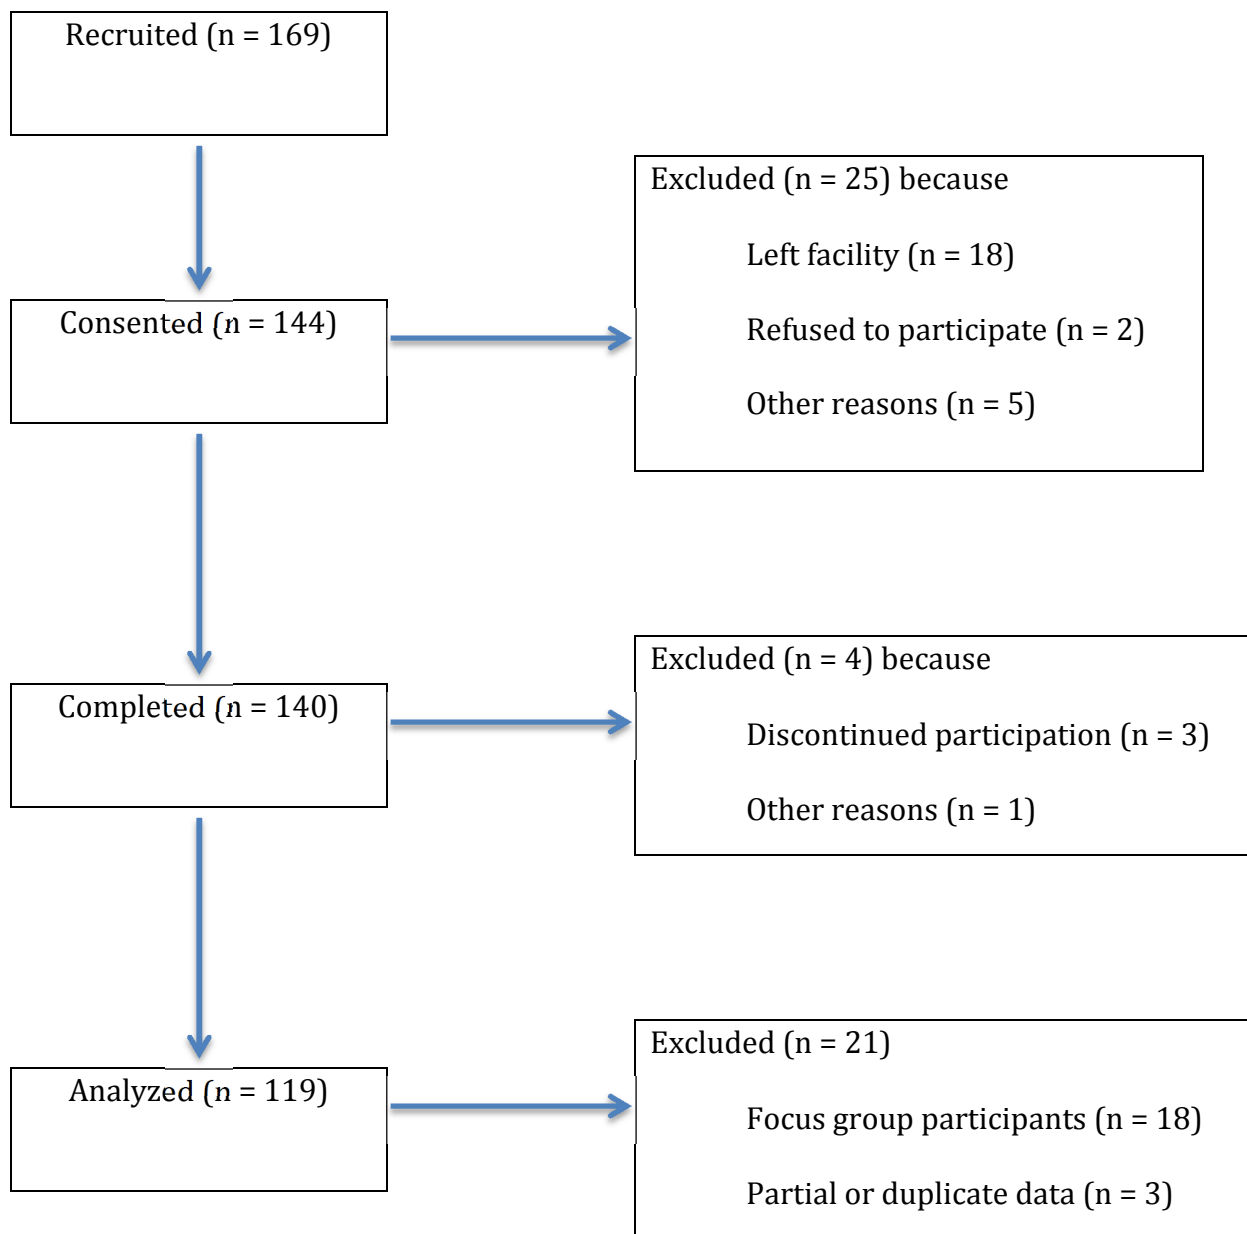 Recruited (n = 169)
Excluded (n = 25) because
Left facility (n = 18)
Refused to participate (n = 2)
Other reasons (n = 5)
Consented (n = 144)
Excluded (n = 4) because
Discontinued participation (n = 3)
Other reasons (n = 1)
Completed (n = 140)
Excluded (n = 21)
Focus group participants (n = 18)
Partial or duplicate data (n = 3)
Analyzed (n = 119)